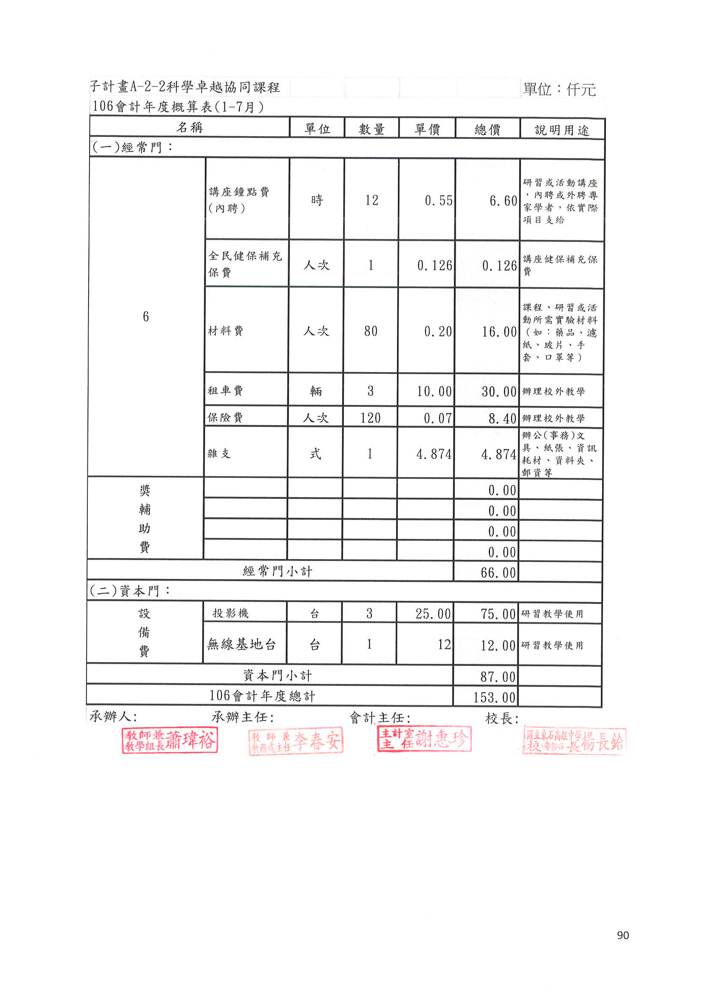 子計畫A-2-2科學卓越協同課程 單位：仟元
106會計年度概算表(1-7月)
名稱 單位 數量 單價 總價 說明用途
(一)經常門：
6
講座鐘點費
(內聘)
時 12 0.55 6.60
研習或活動講座
，內聘或外聘專
家學者，依實際
項目支給
全民健保補充
保費
人次 1 0.126 0.126
講座健保補充保
費
材料費 人次 80 0.20 16.00
課程、研習或活
動所需實驗材料
（如：藥品、濾
紙、玻片、手
套、口罩等）
租車費 輛 3 10.00 30.00 辦理校外教學
保險費 人次 120 0.07 8.40 辦理校外教學
雜支 式 1 4.874 4.874
辦公(事務)文
具、紙張、資訊
耗材、資料夾、
郵資等
獎
輔
助
費
0.00
0.00
0.00
0.00
經常門小計 66.00
(二)資本門：
設
備
費
投影機 台 3 25.00 75.00 研習教學使用
無線基地台 台 1 12 12.00 研習教學使用
資本門小計 87.00
106會計年度總計 153.00
承辦人: 承辦主任: 會計主任: 校長:
教師兼
教學組長 蕭瑋裕
教師兼
教務處主任 李春安
主計室
主任 謝惠珍
國立東石高級中學
校長 楊長鉿
90